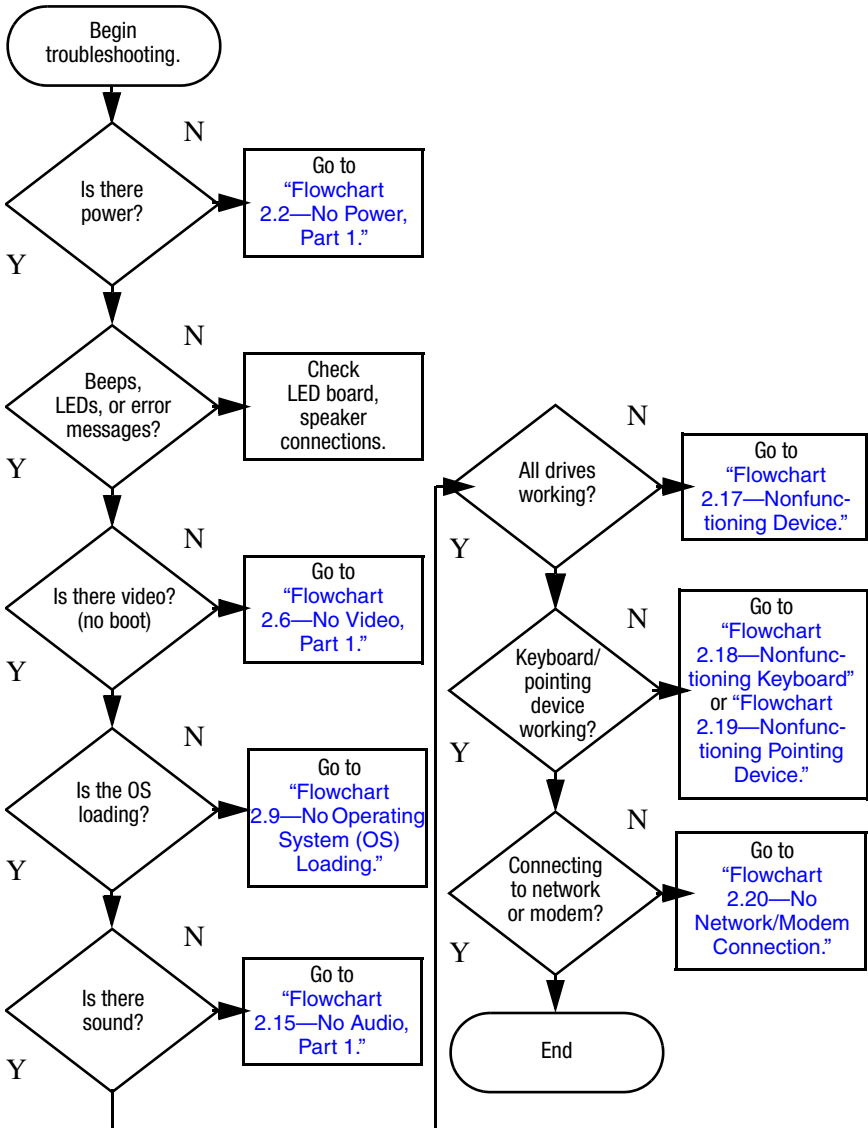 Begin
troubleshooting.
N
Is there
power?
Go to
“Flowchart
2.2—No Power,
Part 1.”
Y
N
Beeps,
LEDs, or error
messages?
Check
LED board,
speaker
connections.
Y
N
Is there video?
(no boot)
Go to
“Flowchart
2.6—No Video,
Part 1.”
Y
N
Is the OS
loading?
Go to
“Flowchart
2.9—No Operating
System (OS)
Loading.”
Y
N
Is there
sound?
Go to
“Flowchart
2.15—No Audio,
Part 1.”
Y
N
All drives
working?
Go to
“Flowchart
2.17—Nonfunc-
tioning Device.”
Y
N
Keyboard/
pointing
device
working?
Go to
“Flowchart
2.18—Nonfunc-
tioning Keyboard”
or “Flowchart
2.19—Nonfunc-
tioning Pointing
Device.”
Y
N
Connecting
to network
or modem?
Go to
“Flowchart
2.20—No
Network/Modem
Connection.”
Y
End